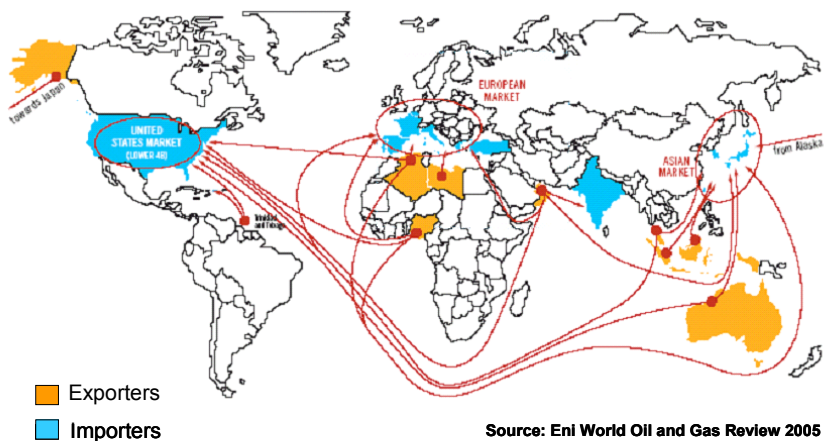 EUROPEAN
MARKET
towards Japan
UNITED
STATES MARKET
(LOWER 48)
ASIAN
MARKET
from Alaska
Trinidad
and Tobago
Exporters
Importers
Source: Eni World Oil and Gas Review 2005